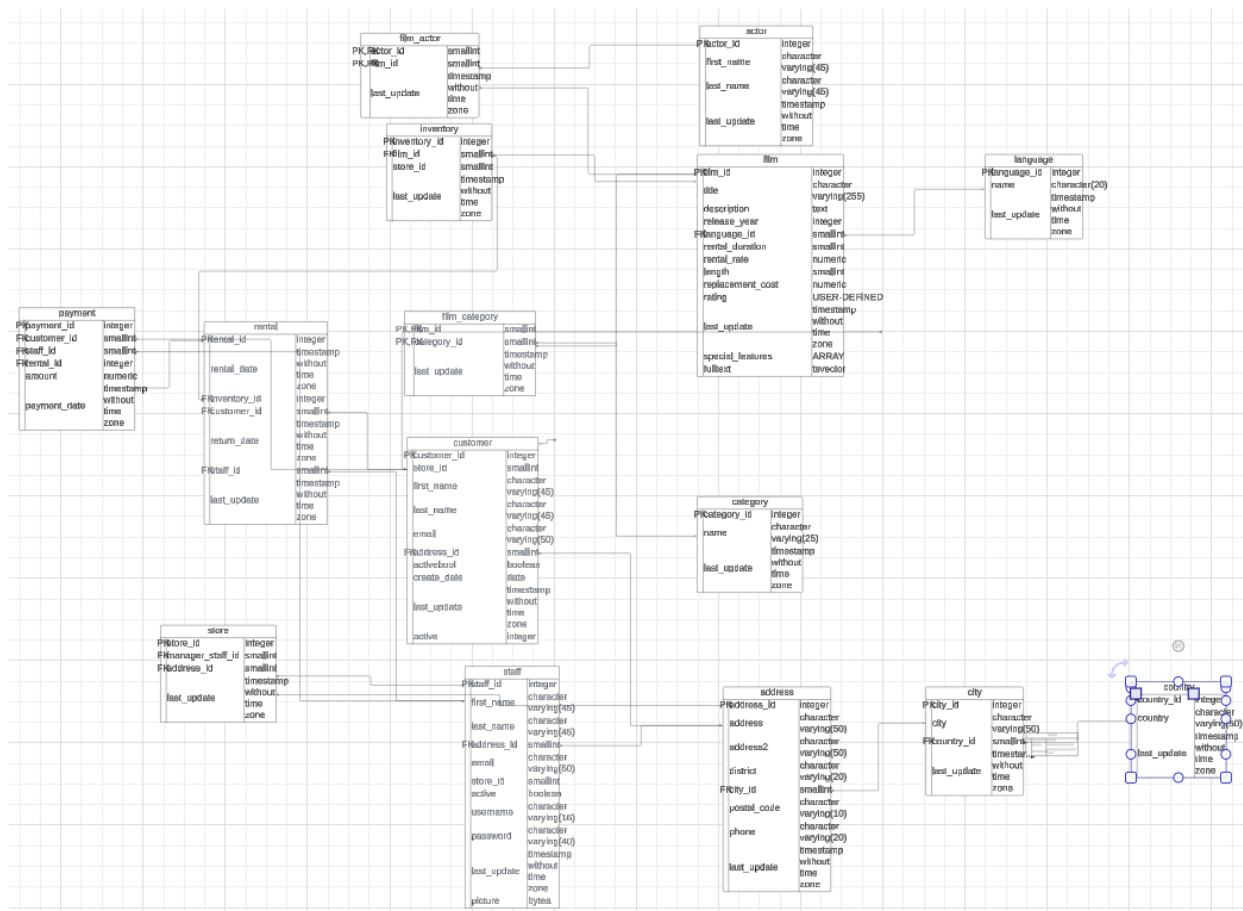 film_actor
PK,FK actor_id smallint
PK,FK film_id smallint
last_update timestamp without time zone
actor
PK actor_id integer
first_name character varying(45)
last_name character varying(45)
last_update timestamp without time zone
inventory
PK inventory_id integer
FK film_id smallint
store_id smallint
last_update timestamp without time zone
film
PK film_id integer
title character varying(255)
description text
release_year integer
FK language_id smallint
rental_duration smallint
rental_rate numeric
length smallint
replacement_cost numeric
rating USER-DEFINED
last_update timestamp without time zone
special_features ARRAY
fulltext tsvector
language
PK language_id integer
name character(20)
last_update timestamp without time zone
payment
PK payment_id integer
FK customer_id smallint
FK staff_id smallint
FK rental_id integer
amount numeric
payment_date timestamp without time zone
rental
PK rental_id integer
rental_date timestamp without time zone
FK inventory_id integer
FK customer_id smallint
return_date timestamp without time zone
FK staff_id smallint
last_update timestamp without time zone
film_category
PK,FK film_id smallint
PK,FK category_id smallint
last_update timestamp without time zone
customer
PK customer_id integer
store_id smallint
first_name character varying(45)
last_name character varying(45)
email character varying(50)
FK address_id smallint
activebool boolean
create_date date
last_update timestamp without time zone
active integer
category
PK category_id integer
name character varying(25)
last_update timestamp without time zone
store
PK store_id integer
FK manager_staff_id smallint
FK address_id smallint
last_update timestamp without time zone
staff
PK staff_id integer
first_name character varying(45)
last_name character varying(45)
FK address_id smallint
email character varying(50)
store_id smallint
active boolean
username character varying(16)
password character varying(40)
last_update timestamp without time zone
picture bytea
address
PK address_id integer
address character varying(50)
address2 character varying(50)
district character varying(20)
FK city_id smallint
postal_code character varying(10)
phone character varying(20)
last_update timestamp without time zone
city
PK city_id integer
city character varying(50)
FK country_id smallint
last_update timestamp without time zone
country
country_id integer
country character varying(50)
last_update timestamp without time zone